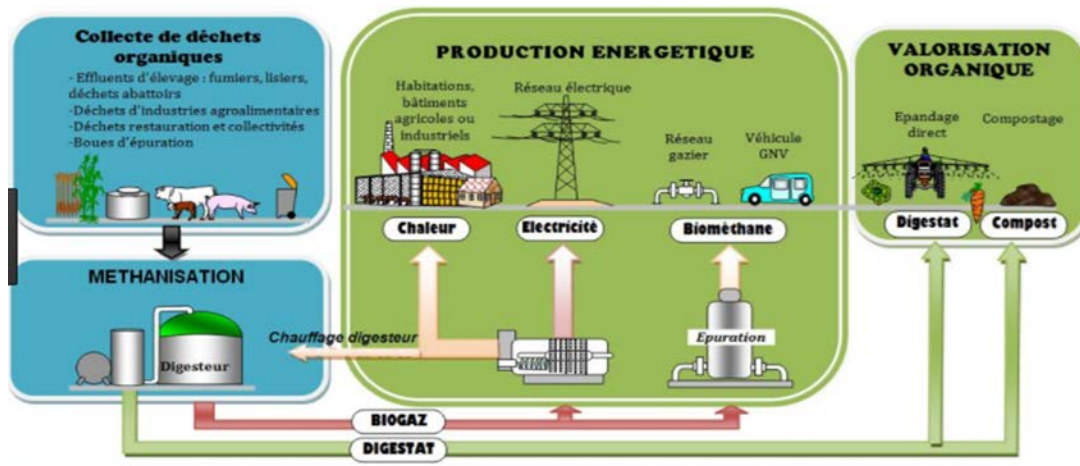 Collecte de déchets
organiques
- Effluents d'élevage : fumiers, lisiers,
déchets abattoirs
-Déchets d'industries agroalimentaires
-Déchets restauration et collectivités
-Boues d'épuration
METHANISATION
Digesteur
PRODUCTION ENERGETIQUE
Habitations,
bâtiments
agricoles ou
industriels
Réseau électrique
Réseau
gazier
Véhicule
GNV
Chaleur
Electricité
Biométhane
Chauffage digesteur
Epuration
VALORISATION
ORGANIQUE
Epandage
direct
Compostage
Digestat
Compost
BIOGAZ
DIGESTAT